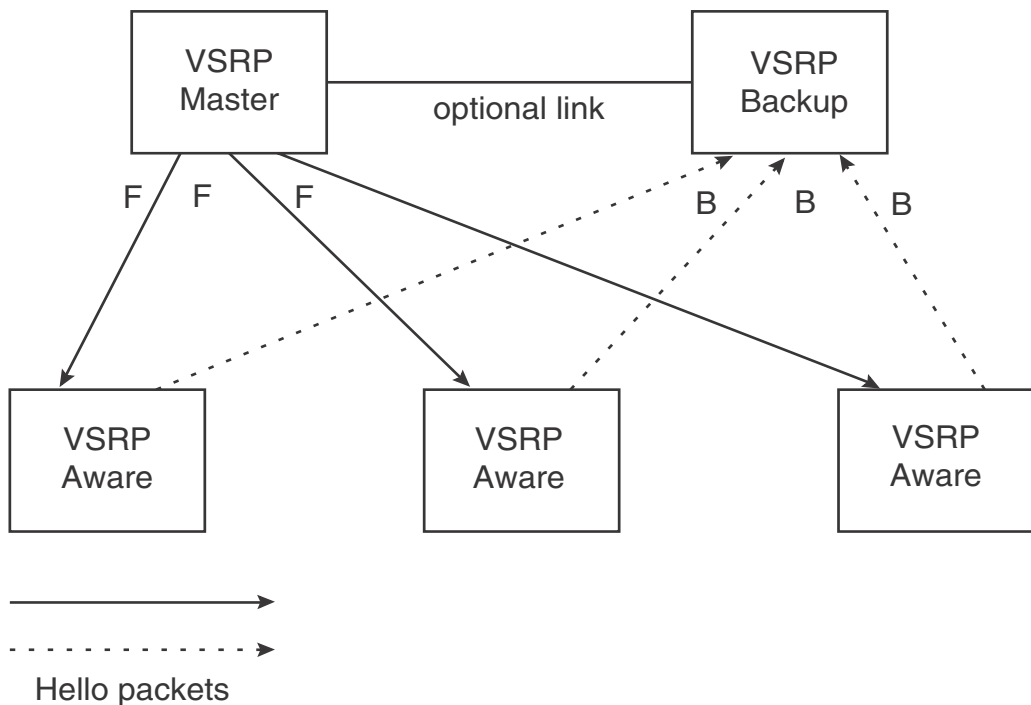 VSRP
Master
VSRP
Backup
optional link
F
F
F
B
B
B
VSRP
Aware
VSRP
Aware
VSRP
Aware
Hello packets